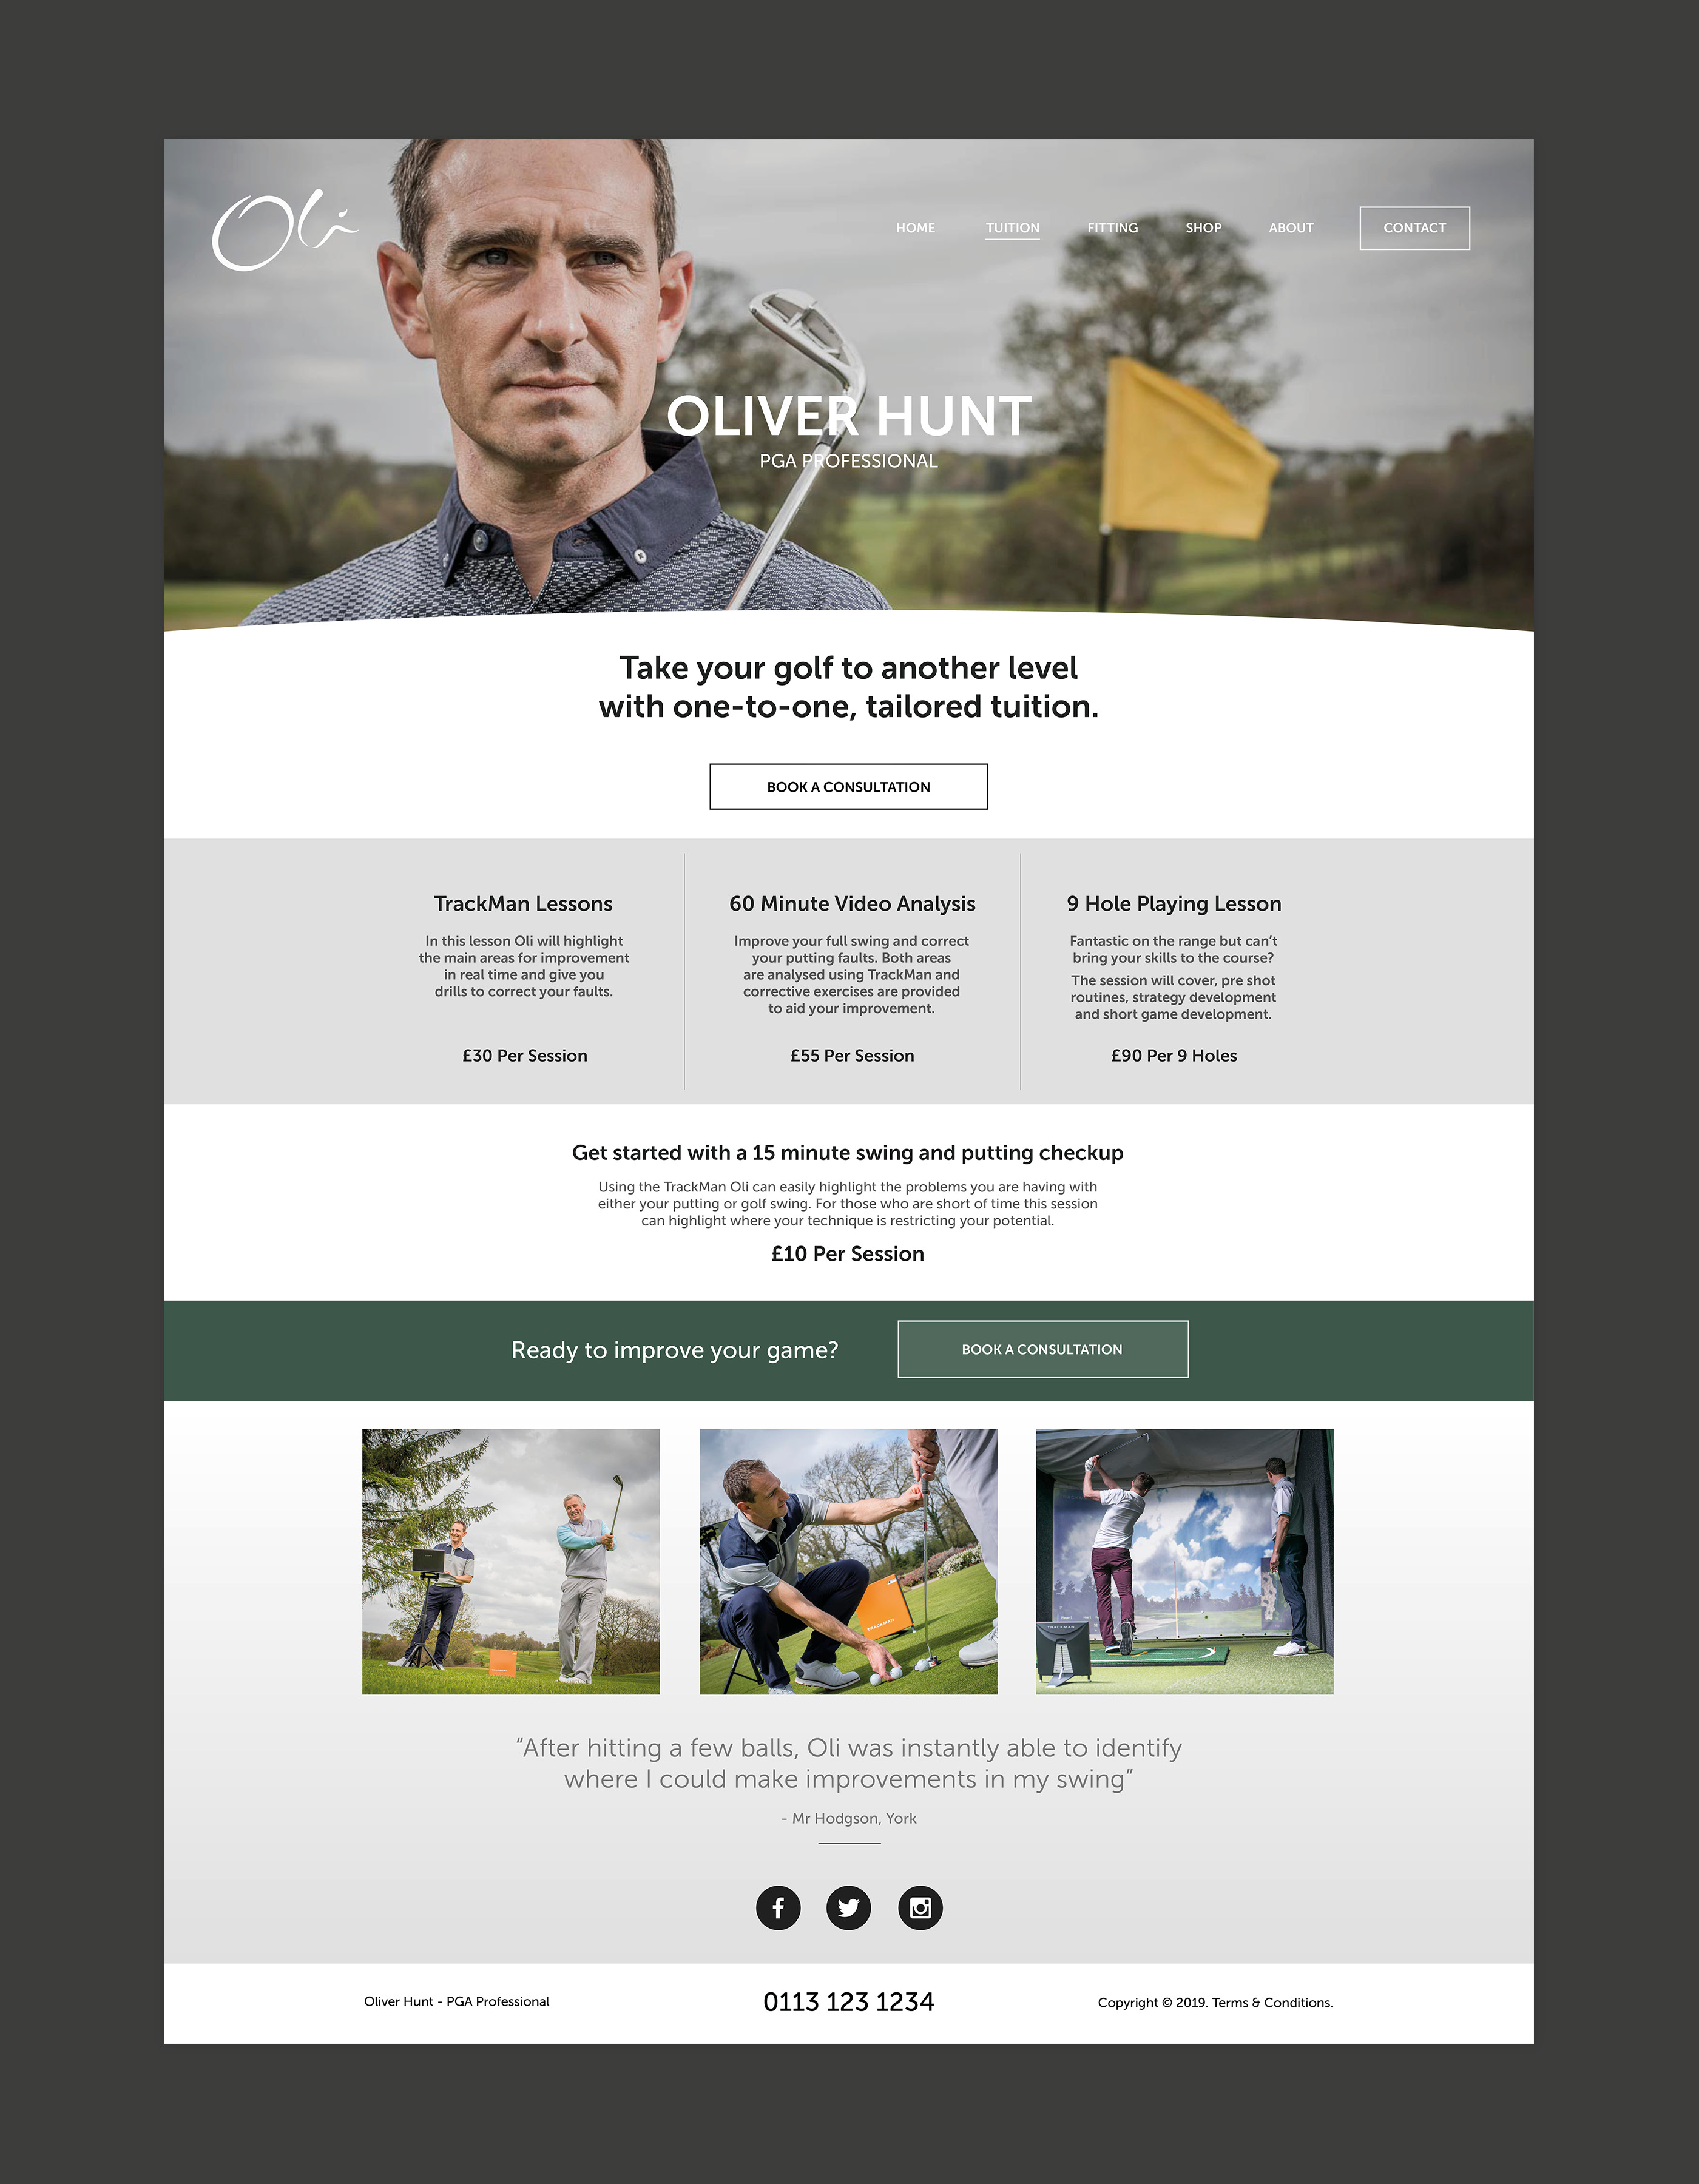 Oli
HOME TUITION FITTING SHOP ABOUT CONTACT
OLIVER HUNT
PGA PROFESSIONAL
Take your golf to another level
with one-to-one, tailored tuition.
BOOK A CONSULTATION
TrackMan Lessons
In this lesson Oli will highlight
the main areas for improvement
in real time and give you
drills to correct your faults.
£30 Per Session
60 Minute Video Analysis
Improve your full swing and correct
your putting faults. Both areas
are analysed using TrackMan and
corrective exercises are provided
to aid your improvement.
£55 Per Session
9 Hole Playing Lesson
Fantastic on the range but can’t
bring your skills to the course?
The session will cover, pre shot
routines, strategy development
and short game development.
£90 Per 9 Holes
Get started with a 15 minute swing and putting checkup
Using the TrackMan Oli can easily highlight the problems you are having with
either your putting or golf swing. For those who are short of time this session
can highlight where your technique is restricting your potential.
£10 Per Session
Ready to improve your game?
BOOK A CONSULTATION
TRACKMAN
TRACKMAN
“After hitting a few balls, Oli was instantly able to identify
where I could make improvements in my swing”
- Mr Hodgson, York
Oliver Hunt - PGA Professional
0113 123 1234
Copyright © 2019. Terms & Conditions.